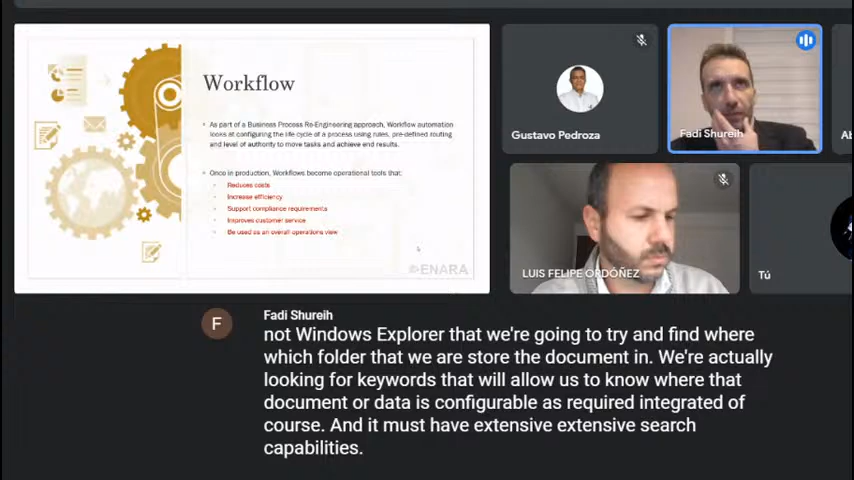 Workflow
As part of a Business Process Re-Engineering approach, Workflow automation
looks at configuring the life cycle of a process using rules, pre-defined routing
and level of authority to move tasks and achieve end results.
Once in production, Workflows become operational tools that:
Reduces costs
Increase efficiency
Support compliance requirements
Improves customer service
Be used as an overall operations view
ENARA
Gustavo Pedroza
Fadi Shureih
Ab
LUIS FELIPE ORDÓÑEZ
Tú
F
Fadi Shureih
not Windows Explorer that we're going to try and find where
which folder that we are store the document in. We're actually
looking for keywords that will allow us to know where that
document or data is configurable as required integrated of
course. And it must have extensive extensive search
capabilities.